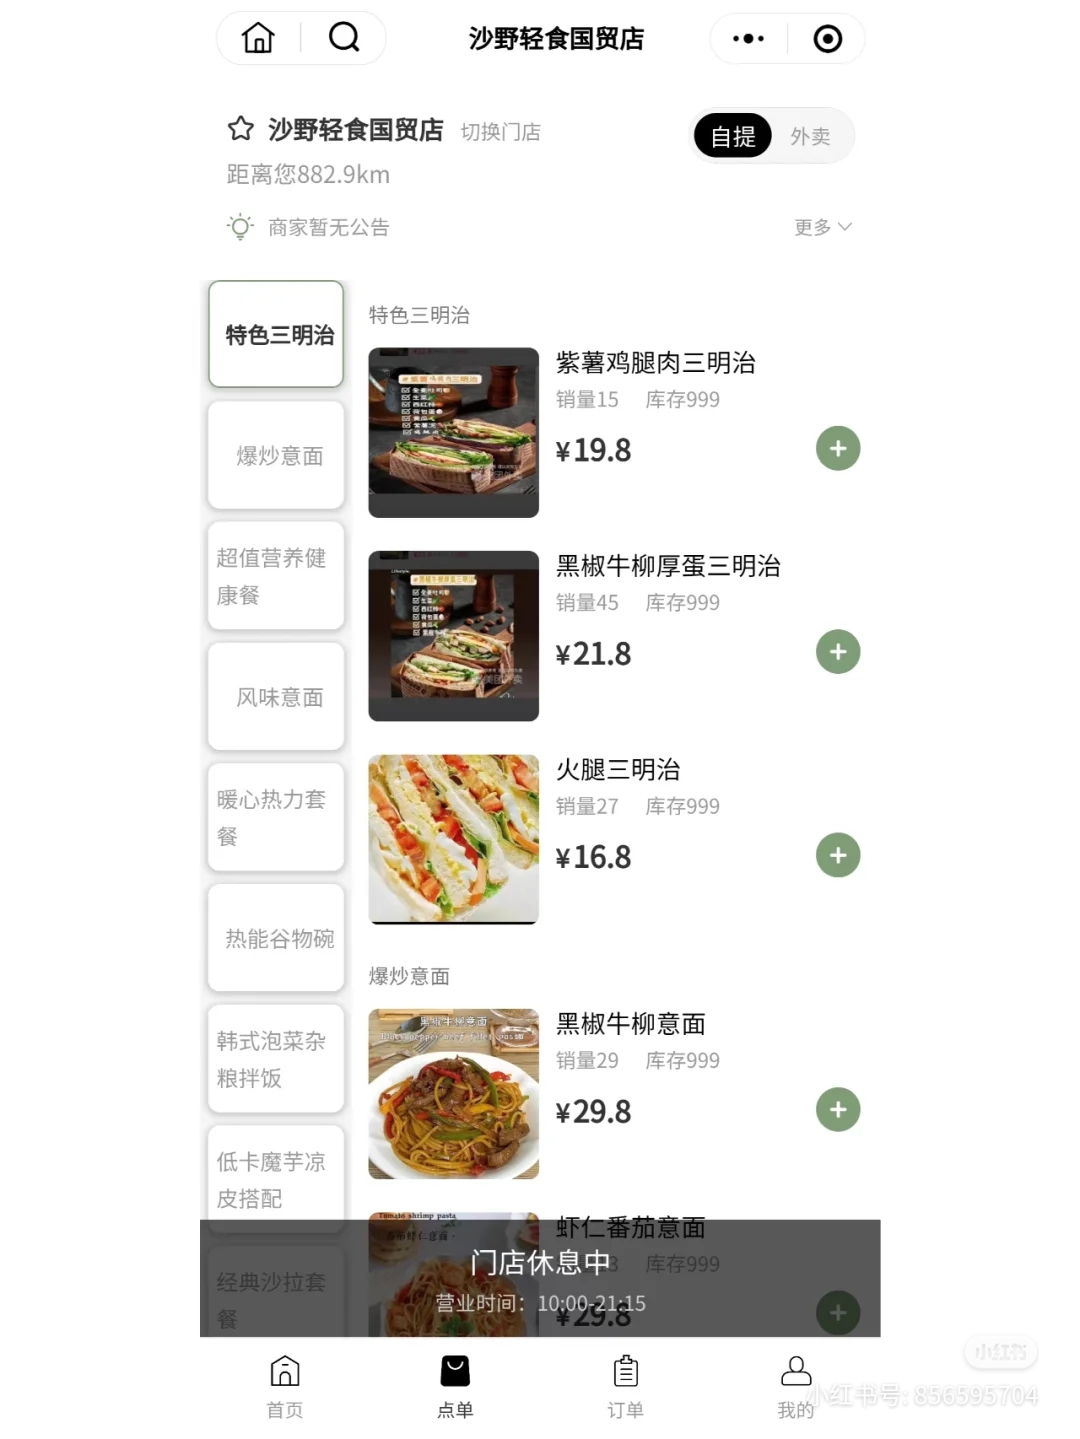 沙野轻食国贸店
沙野轻食国贸店 切换门店
自提 外卖
距离您882.9km
商家暂无公告
更多
特色三明治
爆炒意面
超值营养健
康餐
风味意面
暖心热力套
餐
热能谷物碗
韩式泡菜杂
粮拌饭
低卡魔芋凉
皮搭配
经典沙拉套
餐
特色三明治
紫薯鸡腿肉三明治
销量15 库存999
¥19.8
黑椒牛柳厚蛋三明治
销量45 库存999
¥21.8
火腿三明治
销量27 库存999
¥16.8
爆炒意面
黑椒牛柳意面
黑椒牛柳意面
销量29 库存999
¥29.8
Tomato shrimp pasta
虾仁番茄意面
库存999
¥29.8
门店休息中
营业时间：10:00-21:15
首页
点单
订单
我的
小红书
小红书号: 856595704